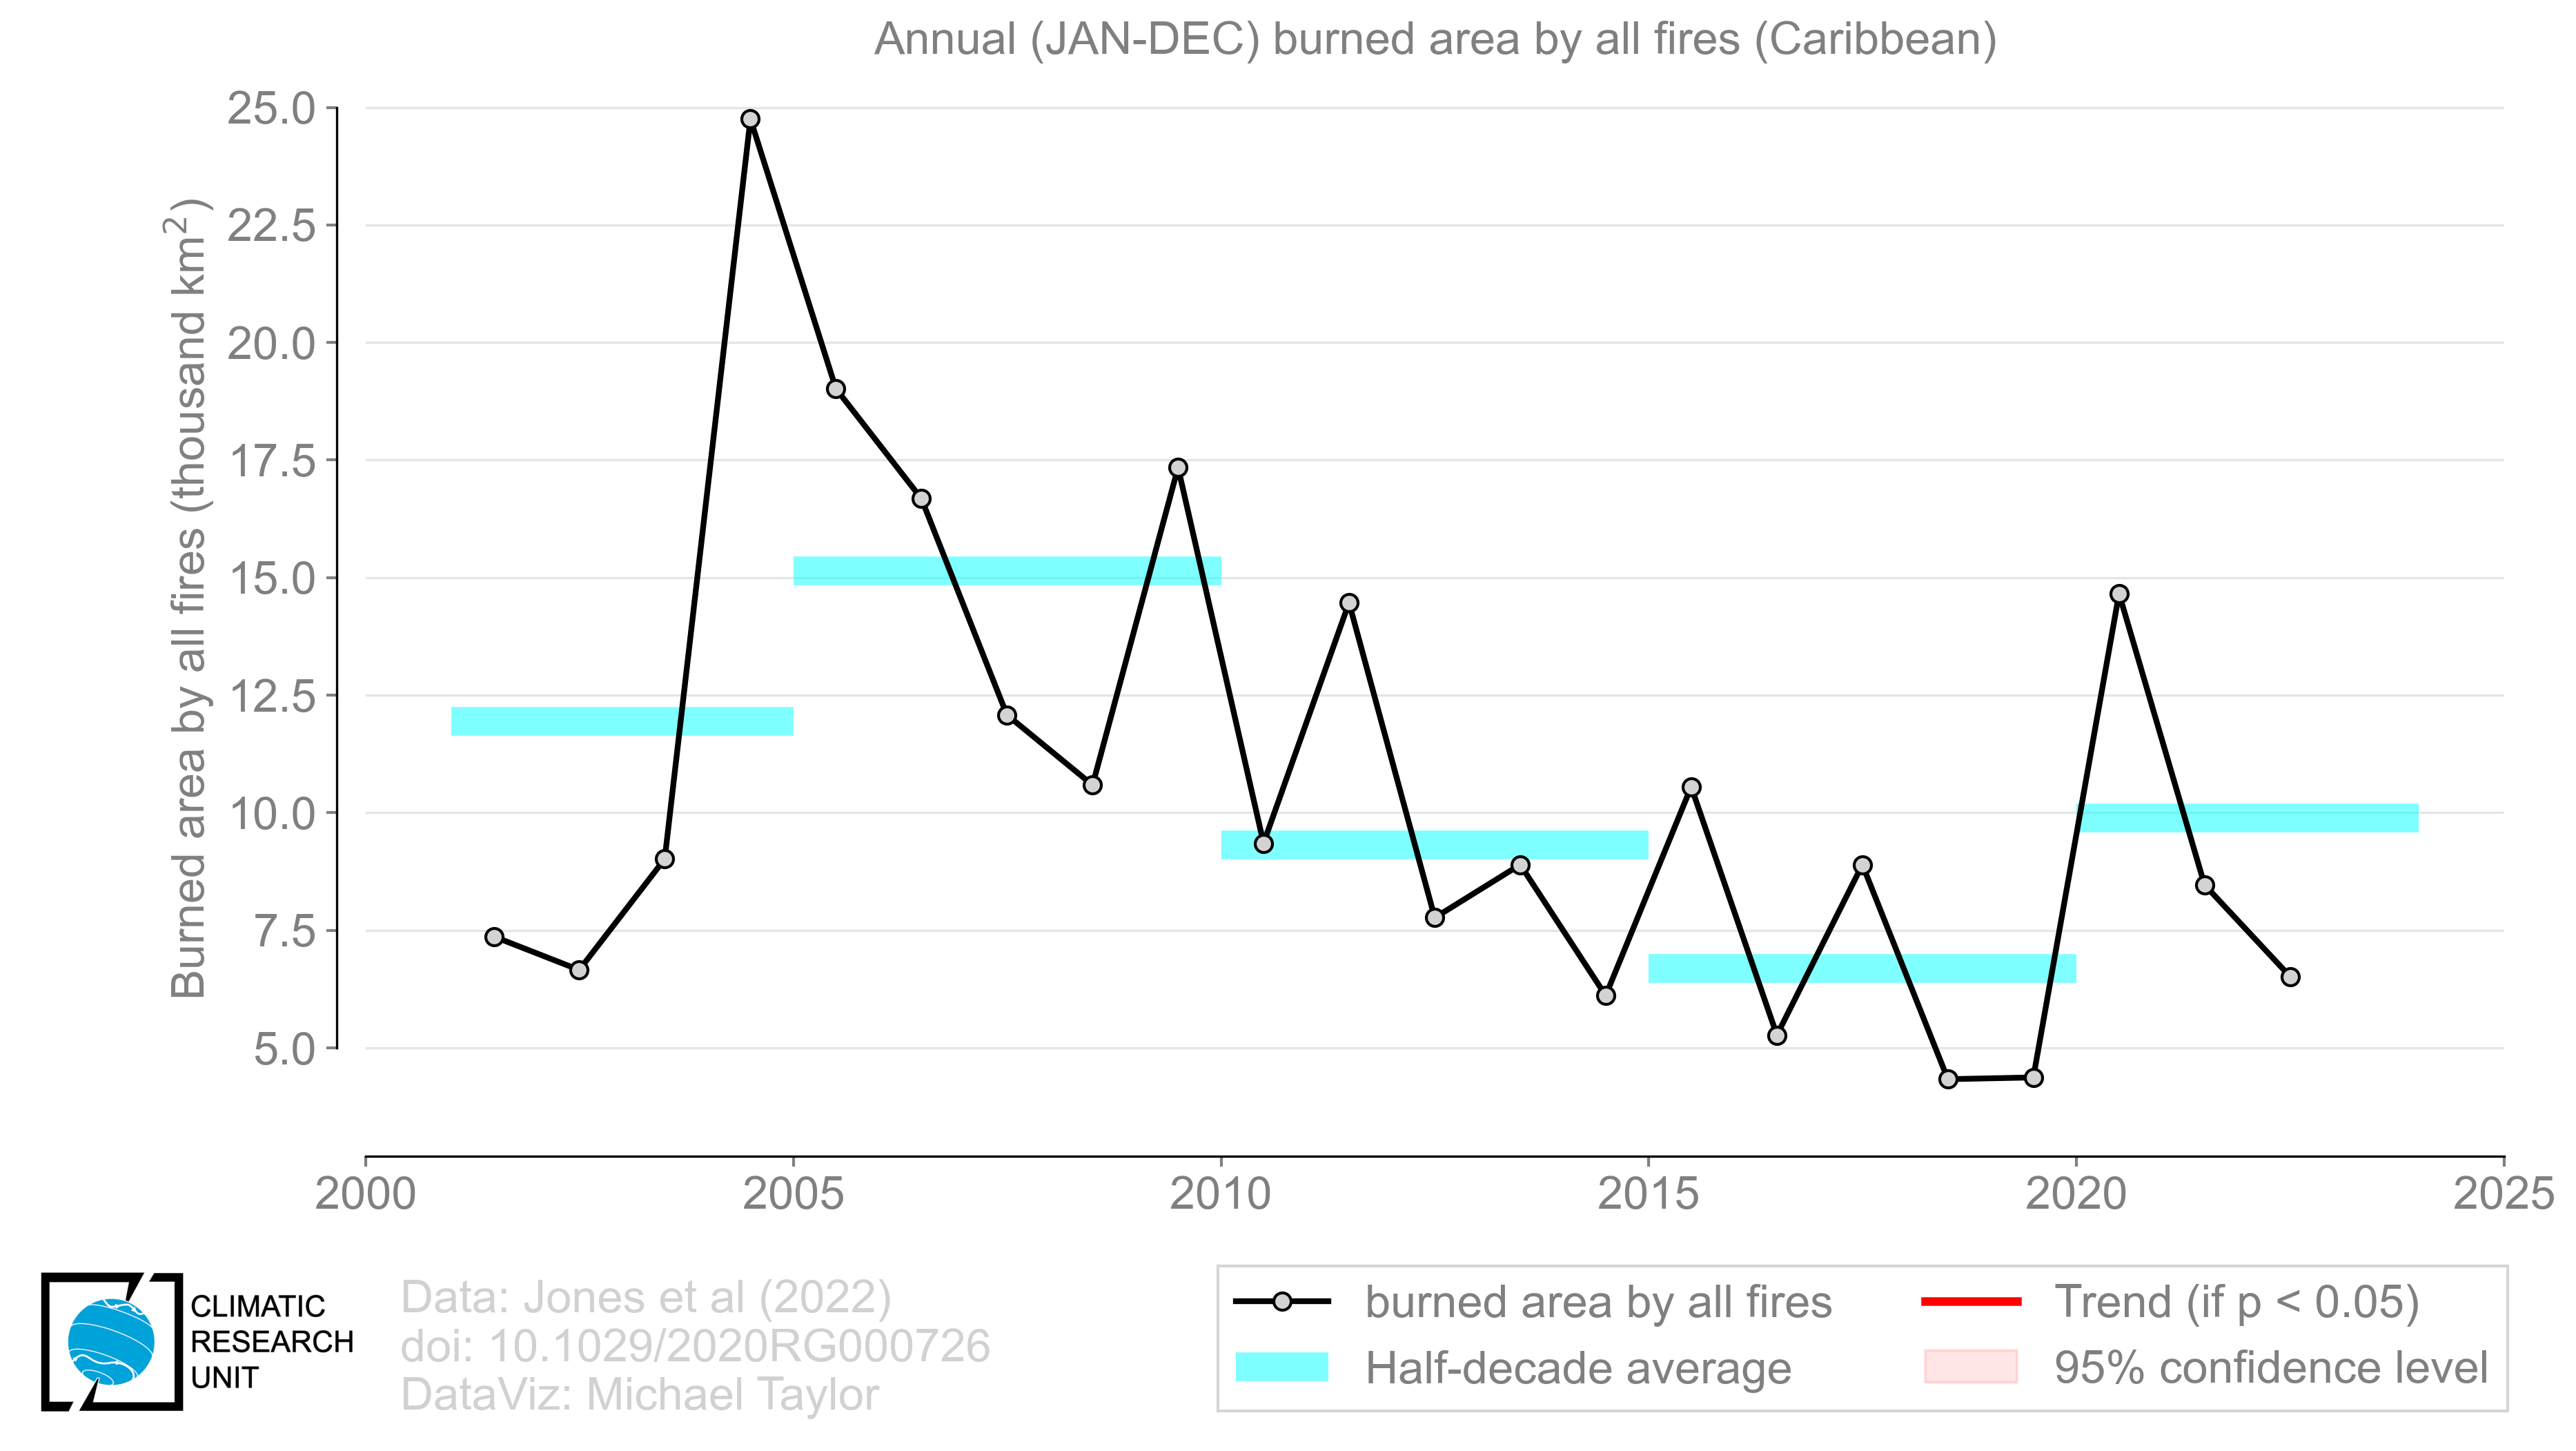 Annual (JAN-DEC) burned area by all fires (Caribbean)
Burned area by all fires (thousand km²)
25.0
22.5
20.0
17.5
15.0
12.5
10.0
7.5
5.0
2000 2005 2010 2015 2020 2025
CLIMATIC
RESEARCH
UNIT
Data: Jones et al (2022)
doi: 10.1029/2020RG000726
DataViz: Michael Taylor
burned area by all fires
Half-decade average
Trend (if p < 0.05)
95% confidence level